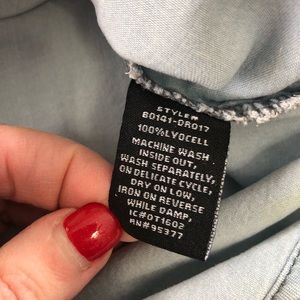 STYLE#
B0141-DR017
100%LYOCELL
MACHINE WASH
INSIDE OUT,
WASH SEPARATELY,
ON DELICATE CYCLE,
DRY ON LOW,
IRON ON REVERSE
WHILE DAMP,
IC#OT1602
RN#95377